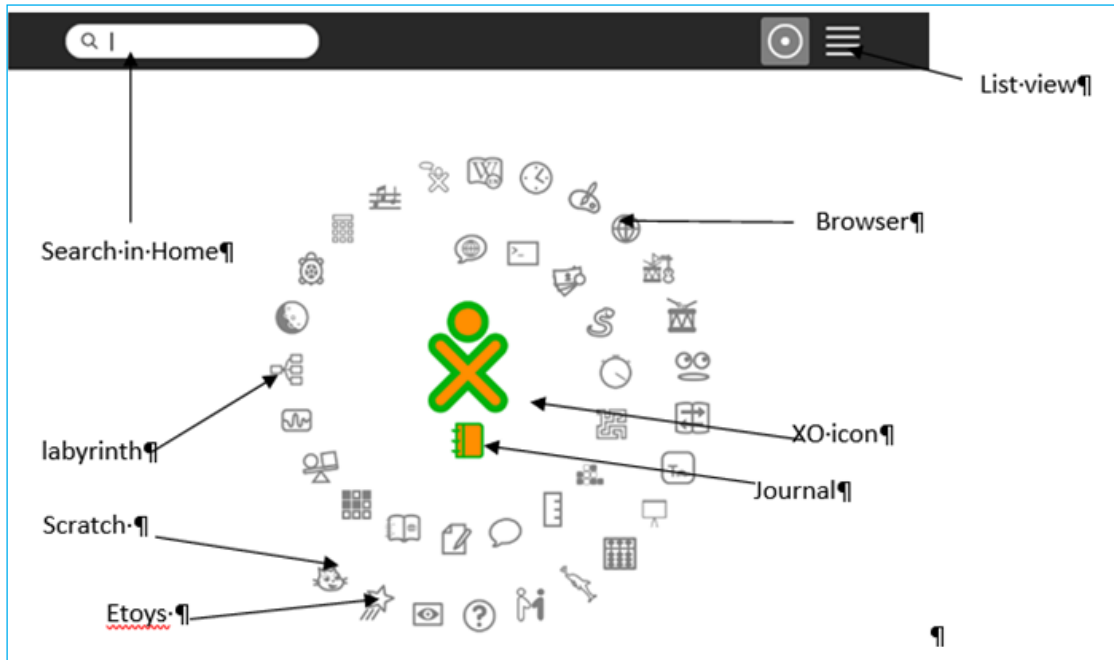 List·view¶
Browser¶
Search·in·Home¶
labyrinth¶
XO·icon¶
Journal¶
Scratch·¶
Etoys·¶
¶